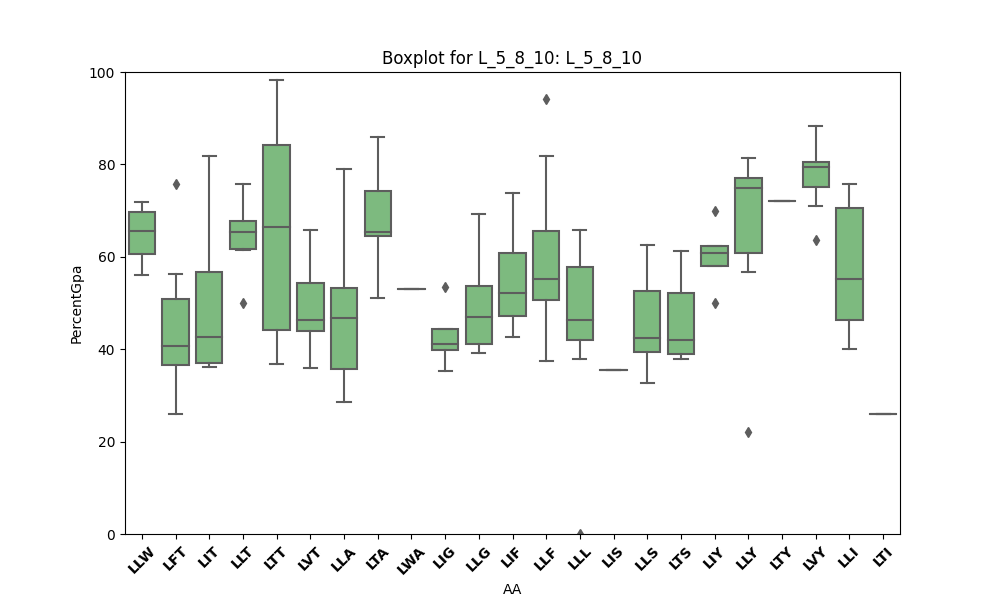 Boxplot for L_5_8_10: L_5_8_10
100
80
60
40
20
0
PercentGpa
LLW LFT LIT LLT LTT LVT LLA LTA LWA LIG LLG LIF LLF LLL LIS LLS LTS LIY LLY LTY LVY LLI LTI
AA